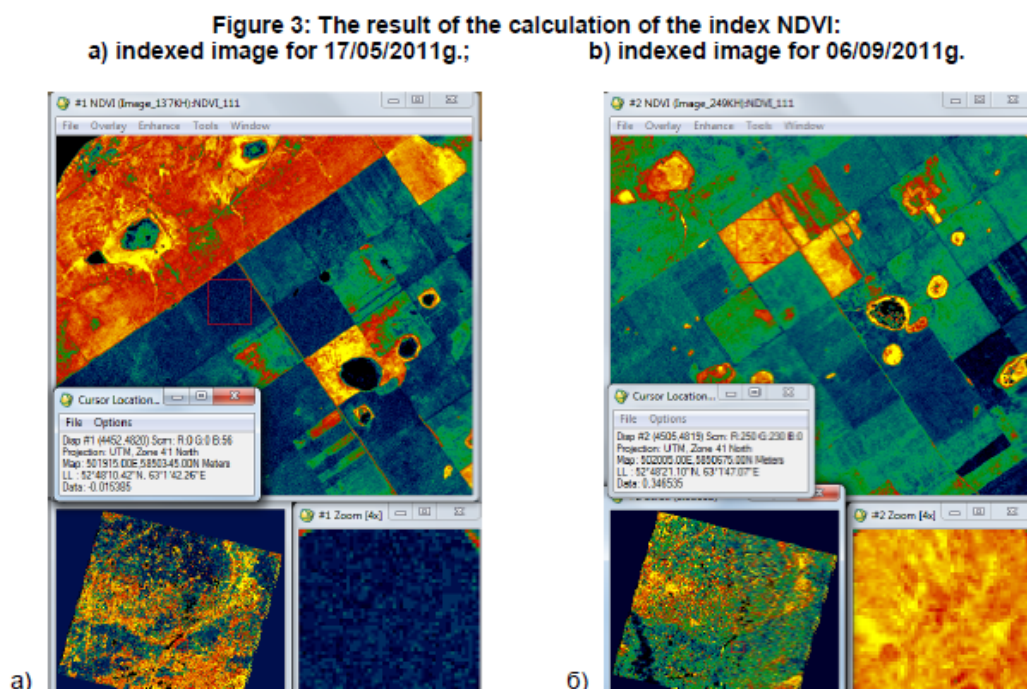 Figure 3: The result of the calculation of the index NDVI:
a) indexed image for 17/05/2011g.; b) indexed image for 06/09/2011g.
#1 NDVI (Image_137KH):NDVI_111
File Overlay Enhance Tools Window
Cursor Location...
File Options
Disp #1 (4452,4820) Scrn: R:0 G:0 B:56
Projection: UTM, Zone 41 North
Map: 501915.00E,5850345.00N Meters
LL : 52°48'10.42"N, 63°1'42.26"E
Data: -0.015385
#1 Zoom [4x]
a)
#2 NDVI (Image_249KH):NDVI_111
File Overlay Enhance Tools Window
Cursor Location...
File Options
Disp #2 (4505,4819) Scrn: R:250 G:230 B:0
Projection: UTM, Zone 41 North
Map: 502005.00E,5850675.00N Meters
LL : 52°48'21.10"N, 63°1'47.07"E
Data: 0.346535
#2 Zoom [4x]
б)